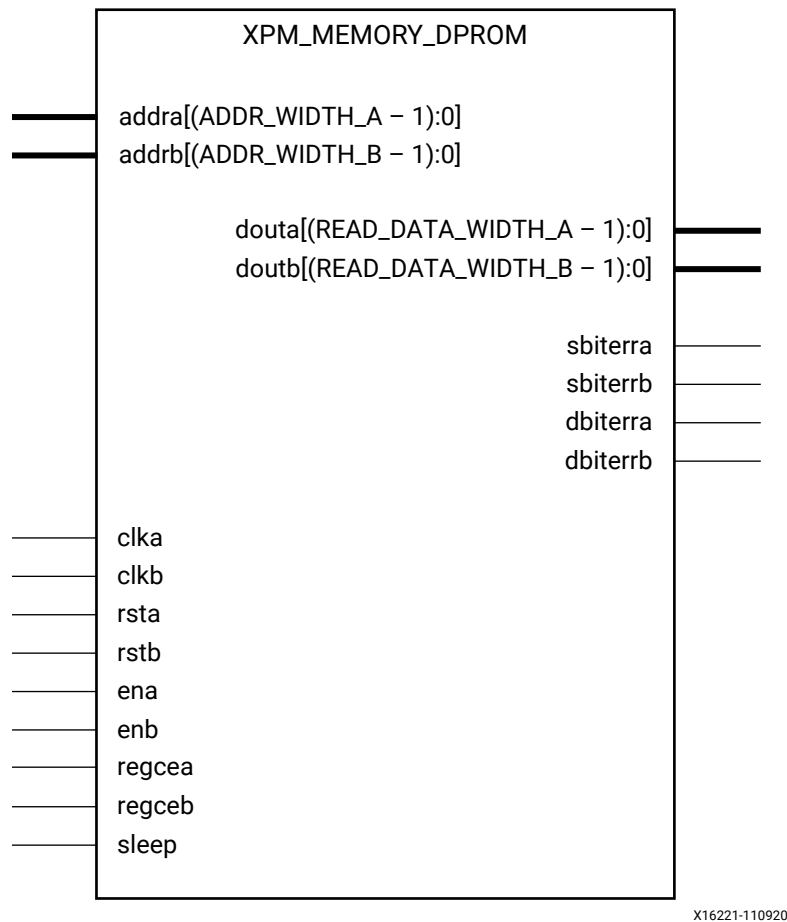 XPM_MEMORY_DPROM
addra[(ADDR_WIDTH_A – 1):0]
addrb[(ADDR_WIDTH_B – 1):0]
douta[(READ_DATA_WIDTH_A – 1):0]
doutb[(READ_DATA_WIDTH_B – 1):0]
sbiterra
sbiterrb
dbiterra
dbiterrb
clka
clkb
rsta
rstb
ena
enb
regcea
regceb
sleep
X16221-110920